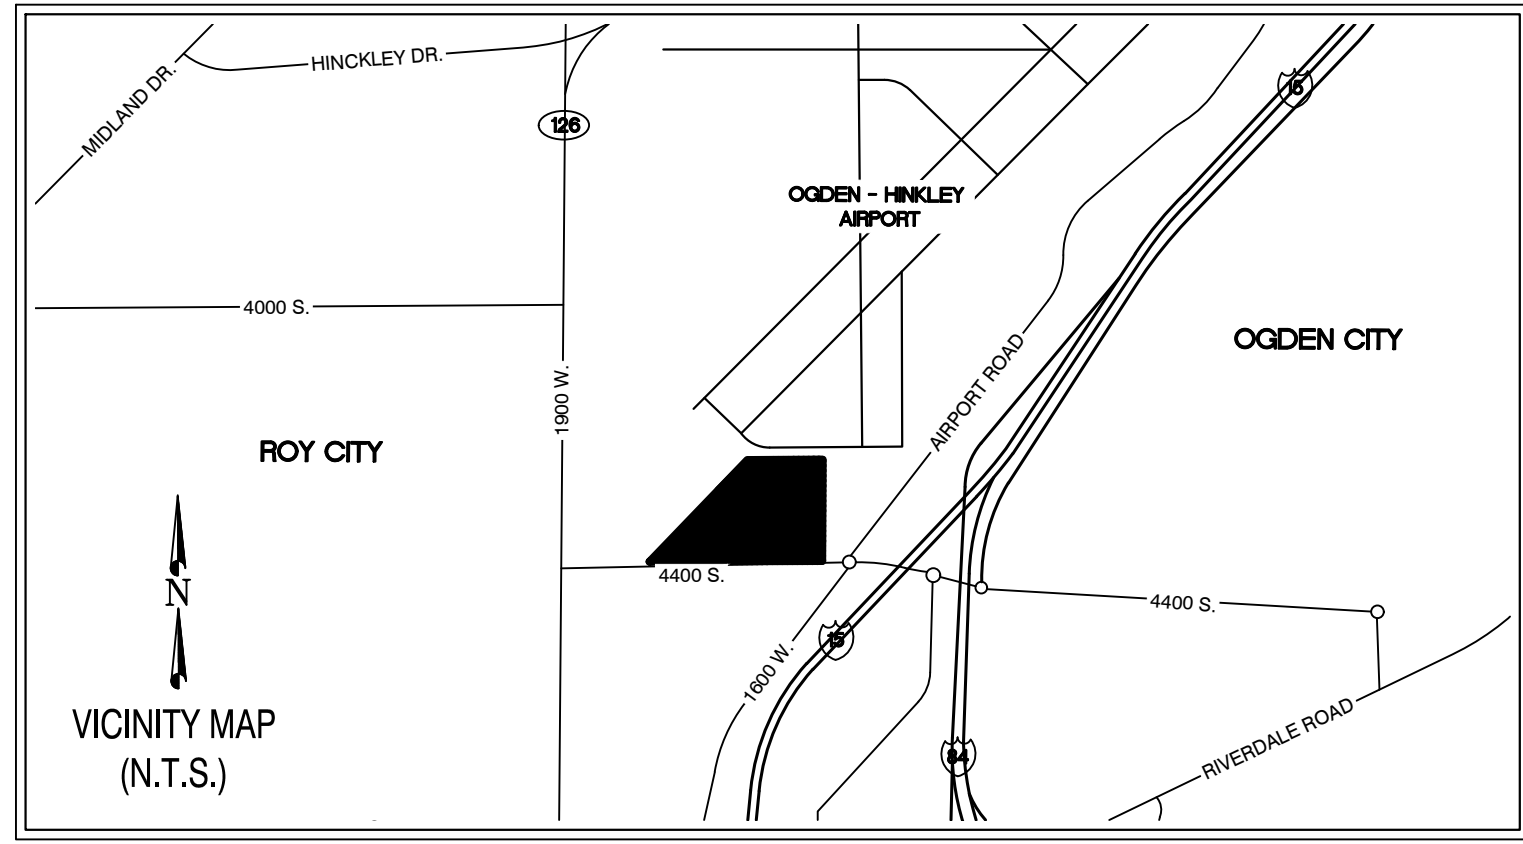 HINCKLEY DR.
MIDLAND DR.
15
126
OGDEN - HINKLEY
AIRPORT
4000 S.
OGDEN CITY
AIRPORT ROAD
1900 W.
ROY CITY
4400 S.
N
4400 S.
15
1600 W.
VICINITY MAP
(N.T.S.)
84
RIVERDALE ROAD